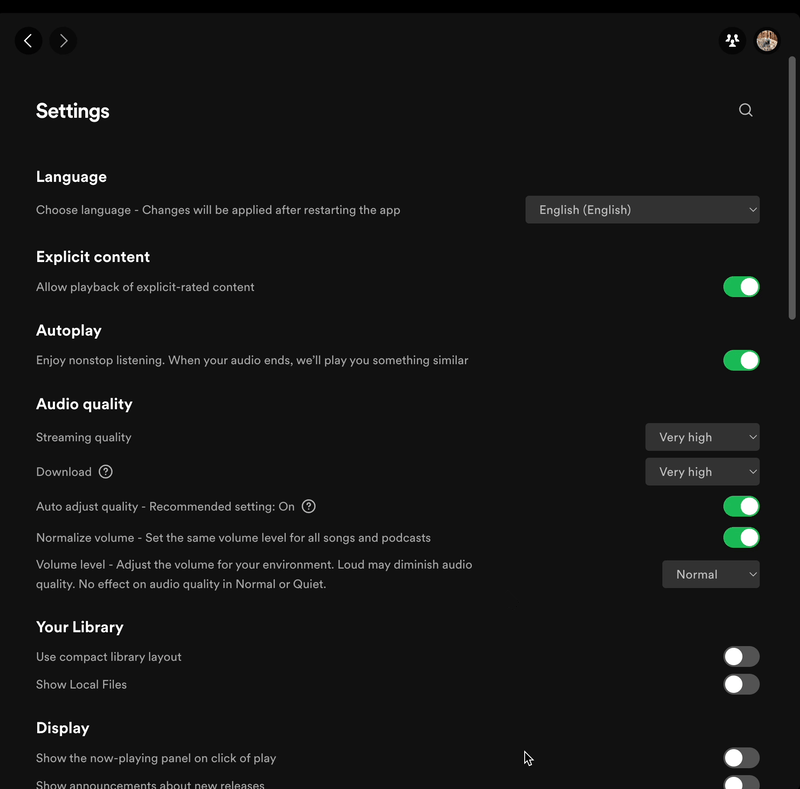 Settings
Language
Choose language - Changes will be applied after restarting the app
English (English)
Explicit content
Allow playback of explicit-rated content
Autoplay
Enjoy nonstop listening. When your audio ends, we'll play you something similar
Audio quality
Streaming quality
Very high
Download ?
Very high
Auto adjust quality - Recommended setting: On ?
Normalize volume - Set the same volume level for all songs and podcasts
Volume level - Adjust the volume for your environment. Loud may diminish audio
quality. No effect on audio quality in Normal or Quiet.
Normal
Your Library
Use compact library layout
Show Local Files
Display
Show the now-playing panel on click of play
Show announcements about new releases